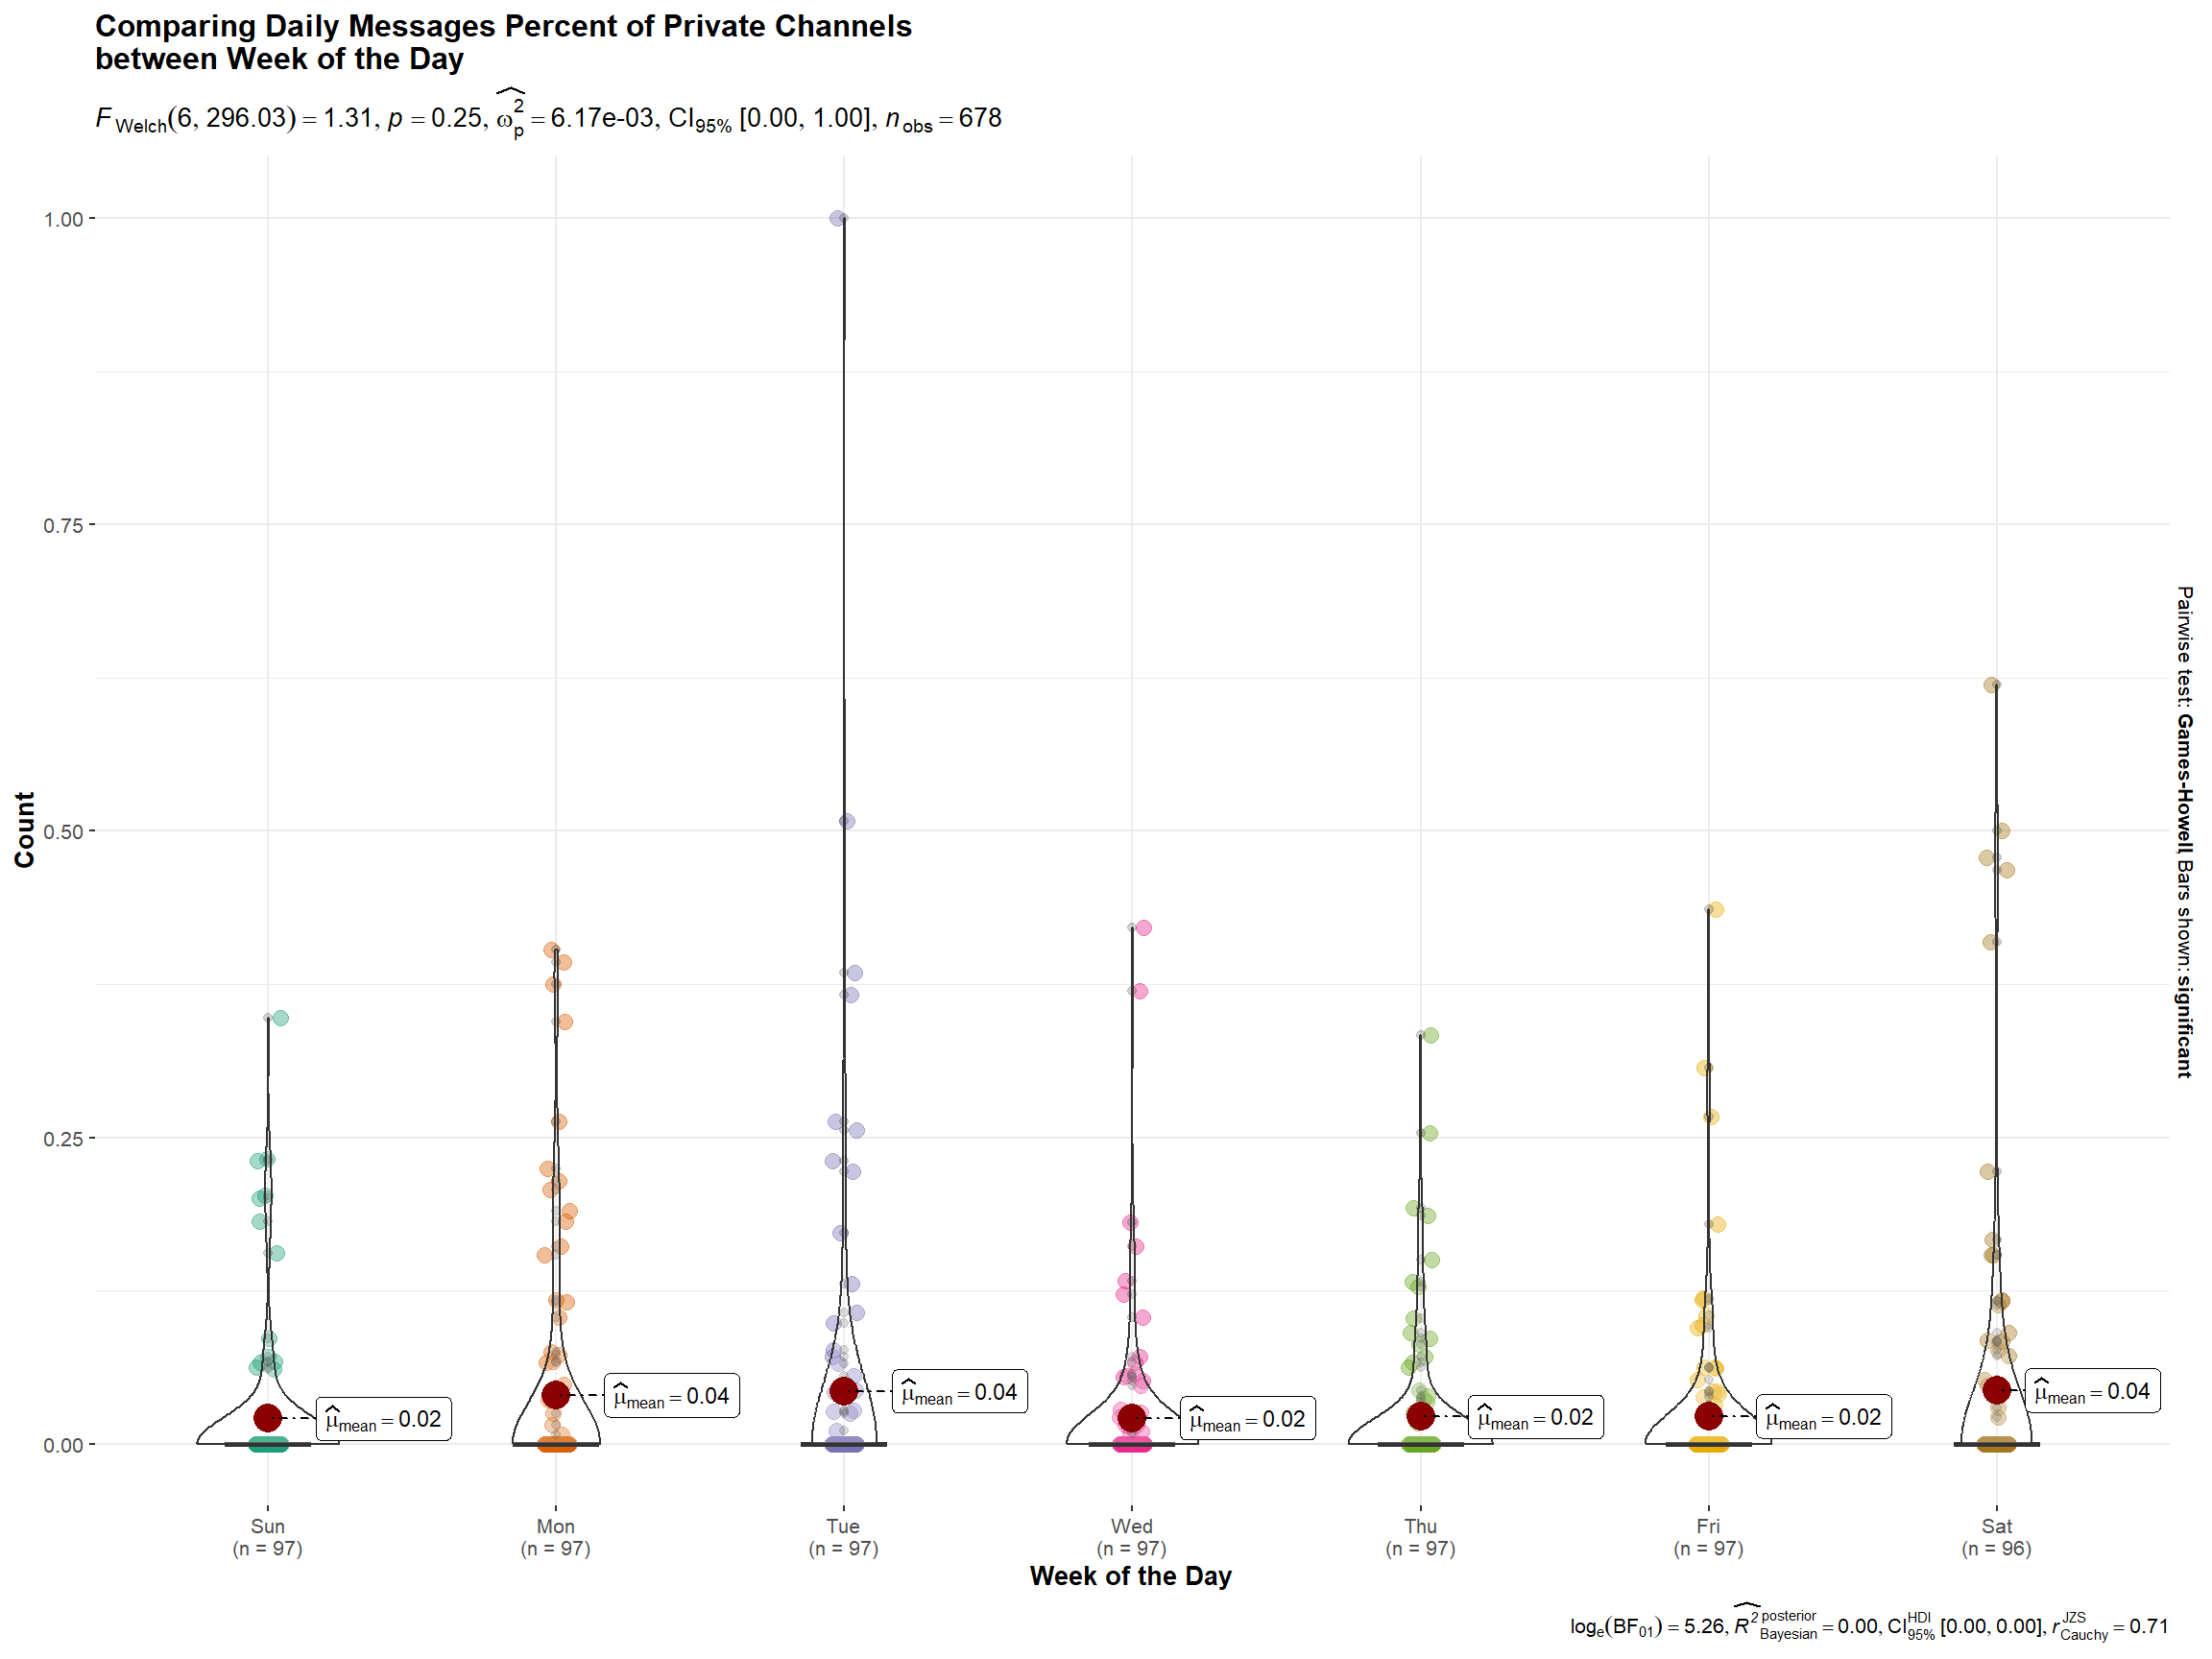 Comparing Daily Messages Percent of Private Channels
between Week of the Day
F Welch(6, 296.03) = 1.31, p = 0.25, ω̂²p = 6.17e-03, CI95% [0.00, 1.00], nobs = 678
1.00
0.75
0.50
0.25
0.00
Count
μ̂mean = 0.02
μ̂mean = 0.04
μ̂mean = 0.04
μ̂mean = 0.02
μ̂mean = 0.02
μ̂mean = 0.02
μ̂mean = 0.04
Pairwise test: Games-Howell, Bars shown: significant
Sun
(n = 97)
Mon
(n = 97)
Tue
(n = 97)
Wed
(n = 97)
Thu
(n = 97)
Fri
(n = 97)
Sat
(n = 96)
Week of the Day
loge(BF01) = 5.26, R̂² posterior Bayesian = 0.00, CI HDI 95% [0.00, 0.00], r JZS Cauchy = 0.71